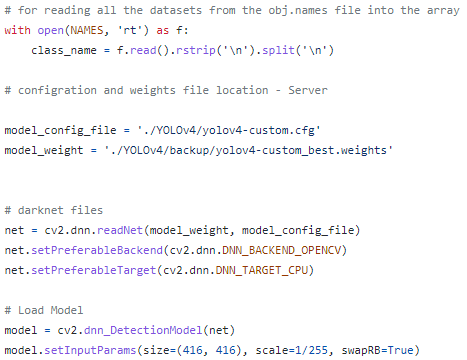 # for reading all the datasets from the obj.names file into the array
with open(NAMES, 'rt') as f:
    class_name = f.read().rstrip('\n').split('\n')
# configration and weights file location - Server
model_config_file = './YOLOv4/yolov4-custom.cfg'
model_weight = './YOLOv4/backup/yolov4-custom_best.weights'
# darknet files
net = cv2.dnn.readNet(model_weight, model_config_file)
net.setPreferableBackend(cv2.dnn.DNN_BACKEND_OPENCV)
net.setPreferableTarget(cv2.dnn.DNN_TARGET_CPU)
# Load Model
model = cv2.dnn_DetectionModel(net)
model.setInputParams(size=(416, 416), scale=1/255, swapRB=True)